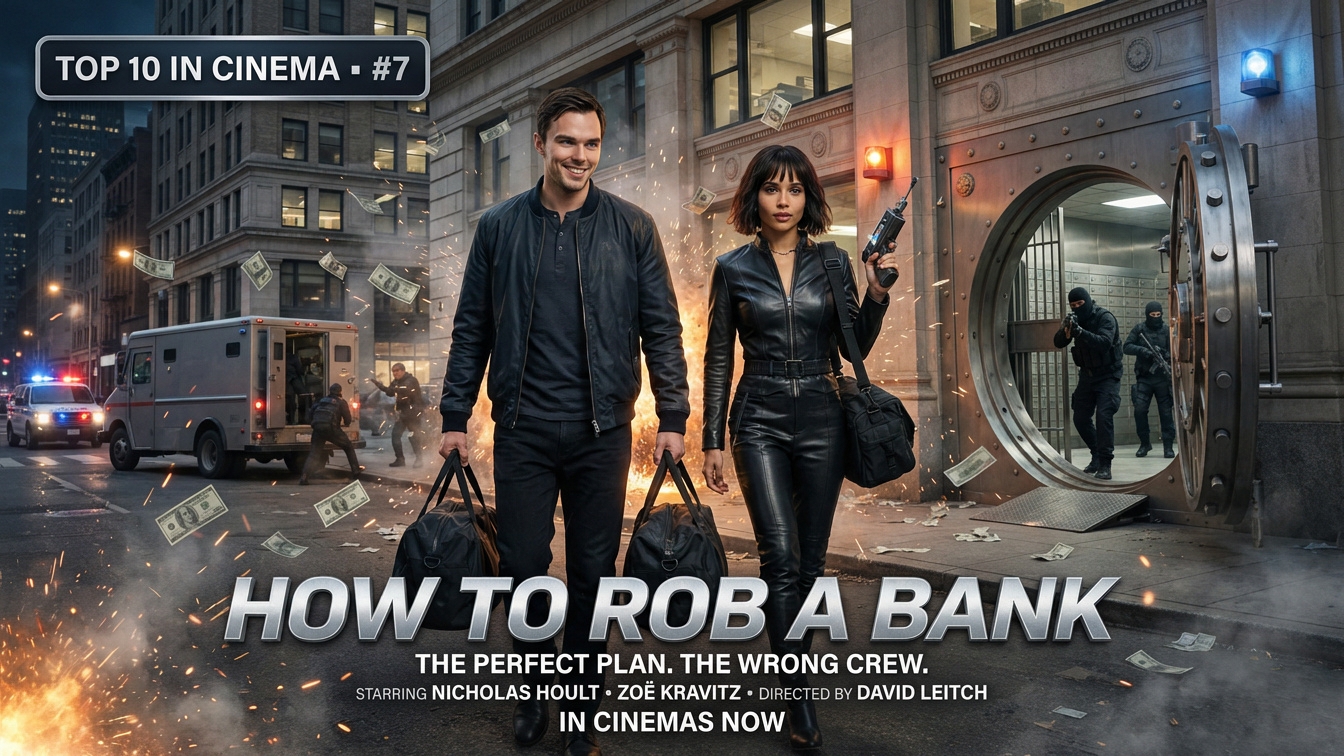 TOP 10 IN CINEMA ▪ #7
HOW TO ROB A BANK
THE PERFECT PLAN. THE WRONG CREW.
STARRING NICHOLAS HOULT • ZOË KRAVITZ • DIRECTED BY DAVID LEITCH
IN CINEMAS NOW